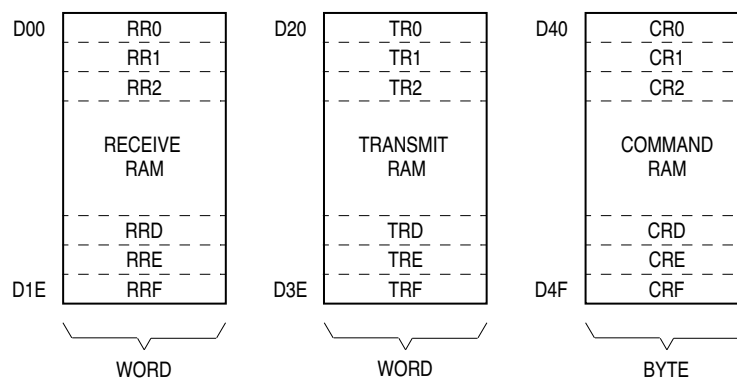 D00 RR0 D20 TR0 D40 CR0
RR1 TR1 CR1
RR2 TR2 CR2
RECEIVE TRANSMIT COMMAND
RAM RAM RAM
RRD TRD CRD
RRE TRE CRE
D1E RRF D3E TRF D4F CRF
WORD WORD BYTE